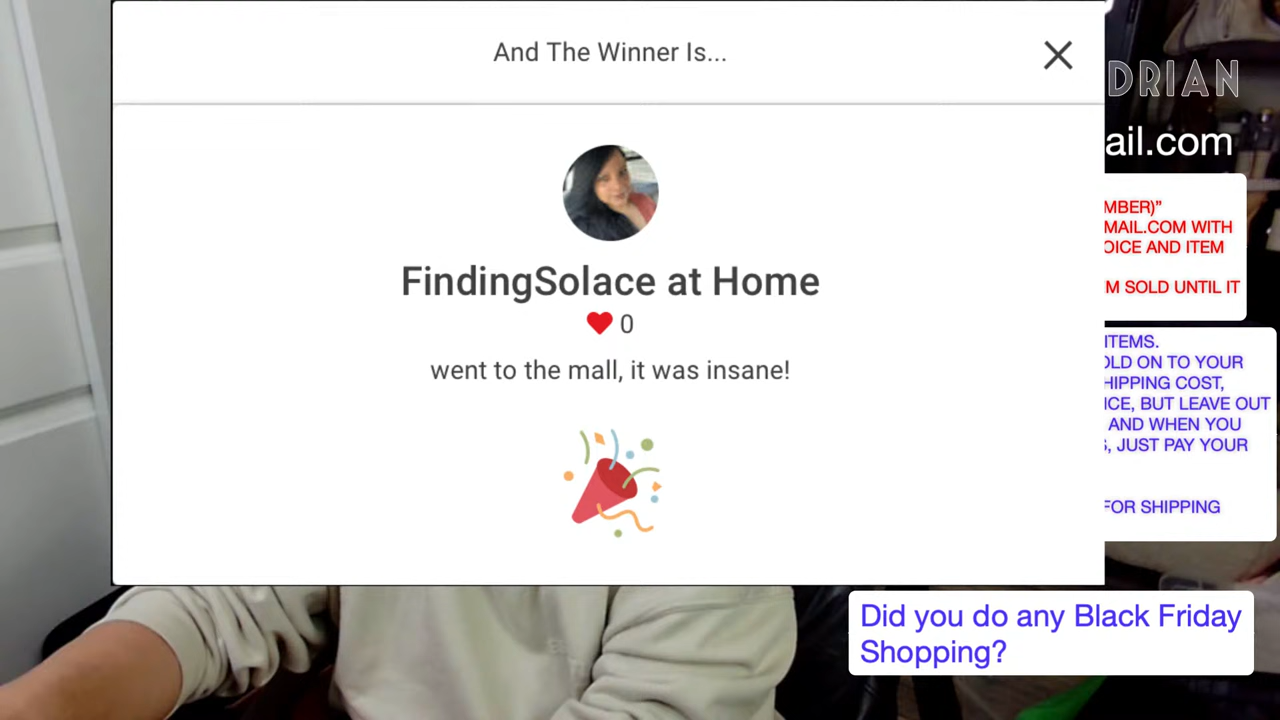 And The Winner Is...
DRIAN
ail.com
FindingSolace at Home
0
went to the mall, it was insane!
MBER)”
MAIL.COM WITH
OICE AND ITEM
M SOLD UNTIL IT
ITEMS.
OLD ON TO YOUR
HIPPING COST,
ICE, BUT LEAVE OUT
AND WHEN YOU
, JUST PAY YOUR
FOR SHIPPING
Did you do any Black Friday
Shopping?